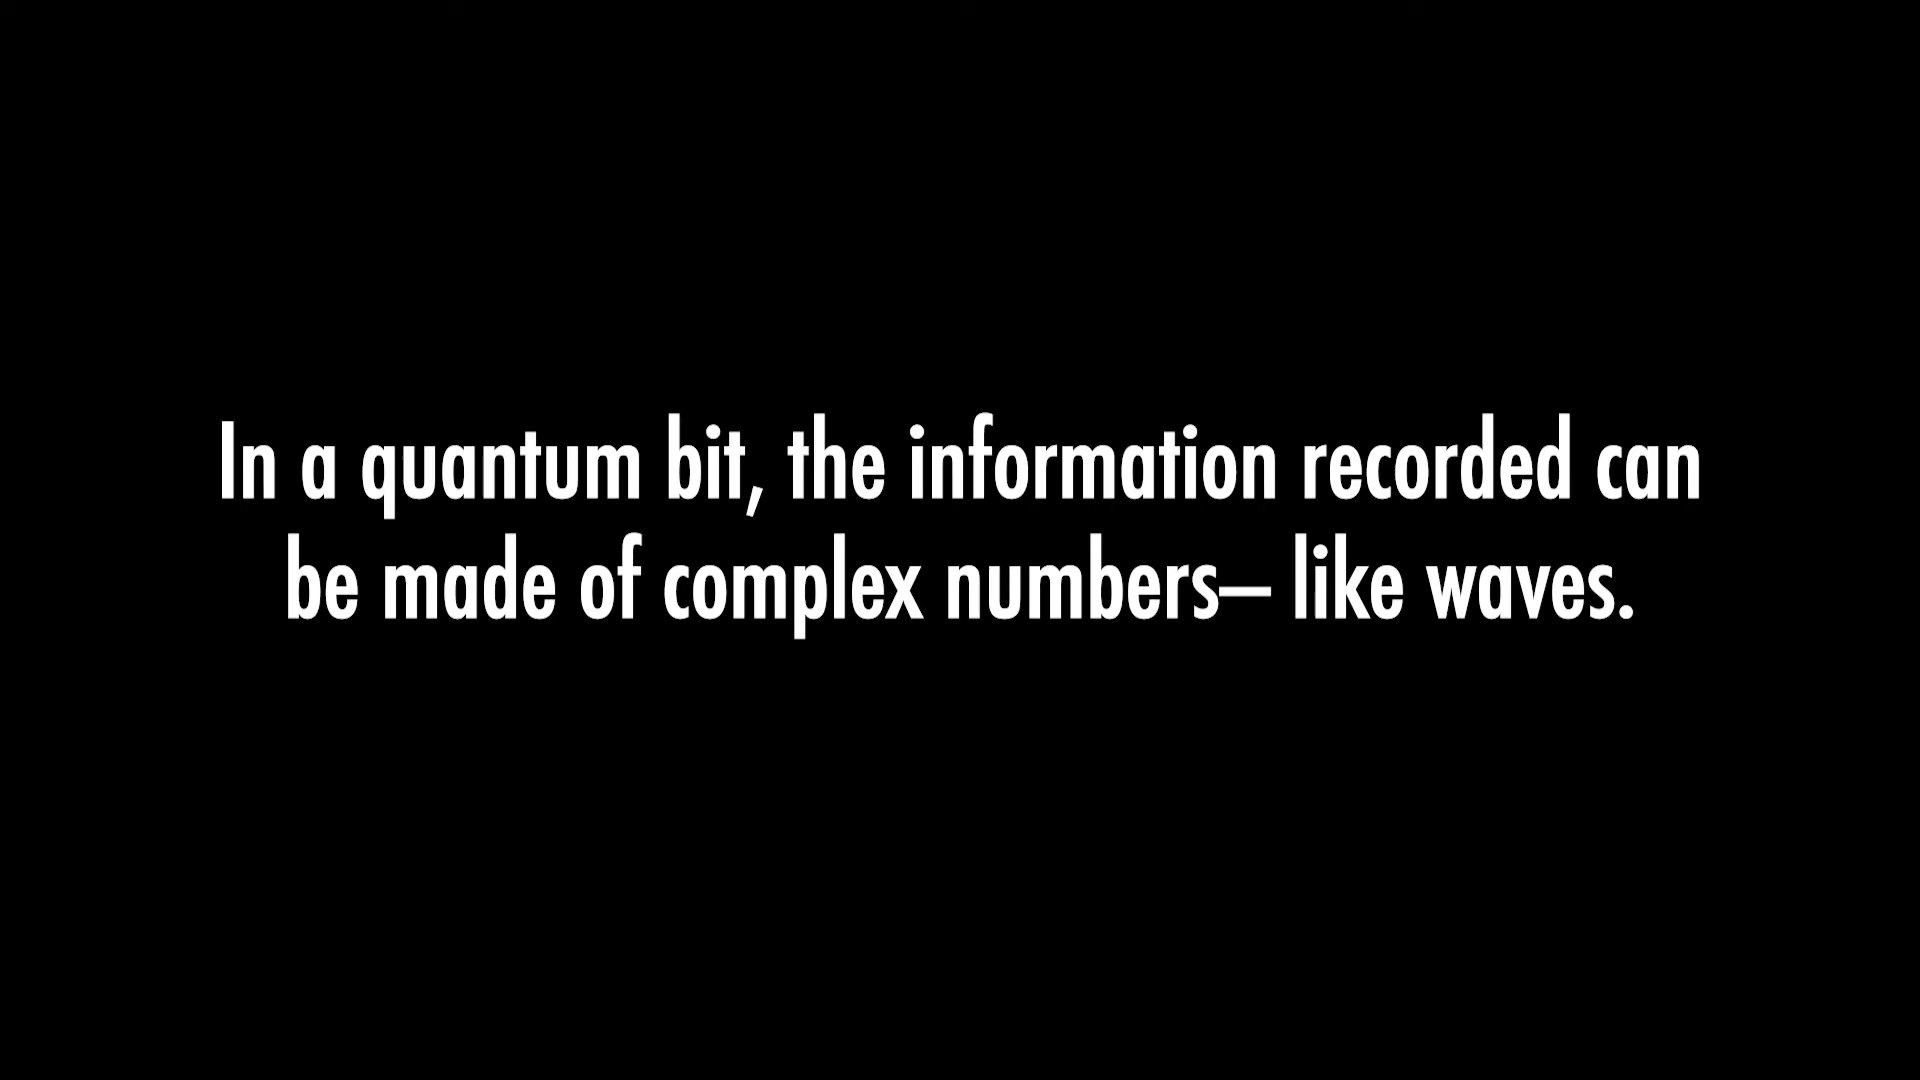 In a quantum bit, the information recorded can
be made of complex numbers– like waves.